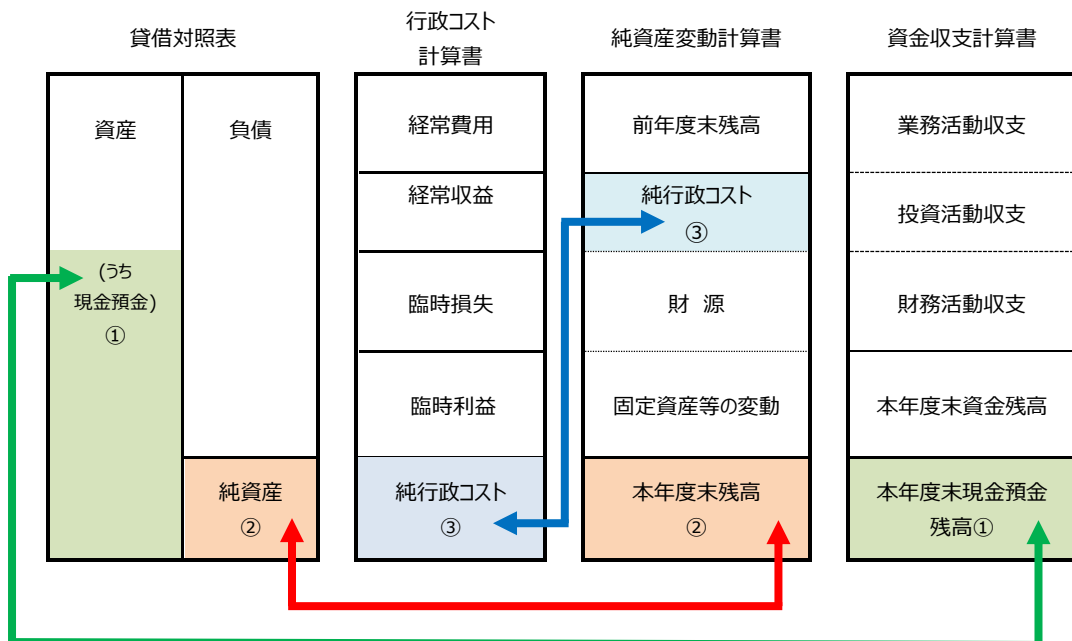 貸借対照表
資産
負債
(うち
現金預金)
①
純資産
②
行政コスト
計算書
経常費用
経常収益
臨時損失
臨時利益
純行政コスト
③
純資産変動計算書
前年度末残高
純行政コスト
③
財 源
固定資産等の変動
本年度末残高
②
資金収支計算書
業務活動収支
投資活動収支
財務活動収支
本年度末資金残高
本年度末現金預金
残高①